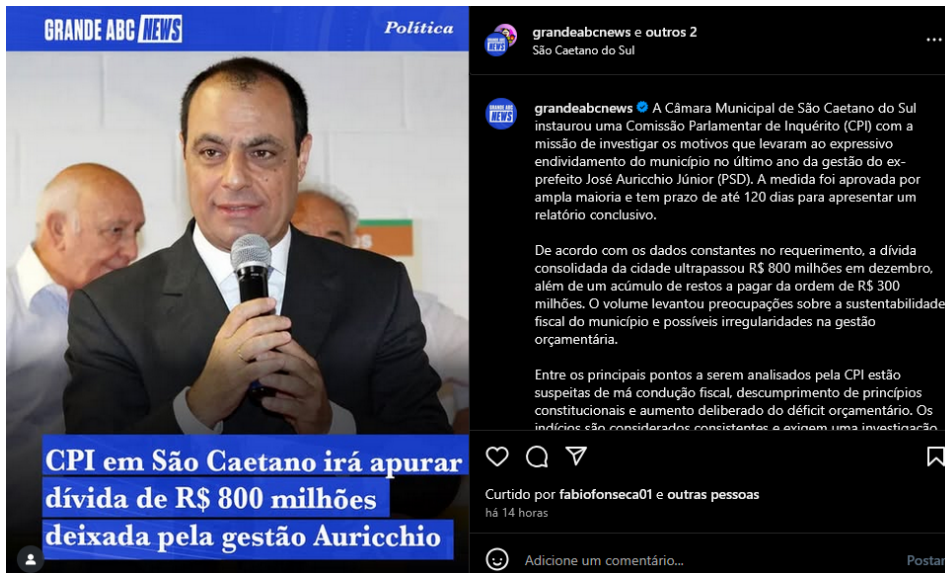 GRANDE ABC NEWS
Política
CPI em São Caetano irá apurar
dívida de R$ 800 milhões
deixada pela gestão Auricchio
grandeabcnews e outros 2
São Caetano do Sul
grandeabcnews A Câmara Municipal de São Caetano do Sul
instaurou uma Comissão Parlamentar de Inquérito (CPI) com a
missão de investigar os motivos que levaram ao expressivo
endividamento do município no último ano da gestão do ex-
prefeito José Auricchio Júnior (PSD). A medida foi aprovada por
ampla maioria e tem prazo de até 120 dias para apresentar um
relatório conclusivo.
De acordo com os dados constantes no requerimento, a dívida
consolidada da cidade ultrapassou R$ 800 milhões em dezembro,
além de um acúmulo de restos a pagar da ordem de R$ 300
milhões. O volume levantou preocupações sobre a sustentabilidade
fiscal do município e possíveis irregularidades na gestão
orçamentária.
Entre os principais pontos a serem analisados pela CPI estão
suspeitas de má condução fiscal, descumprimento de princípios
constitucionais e aumento deliberado do déficit orçamentário. Os
indícios são considerados consistentes e exigem uma investigação
Curtido por fabiofonseca01 e outras pessoas
há 14 horas
Adicione um comentário...
Postar